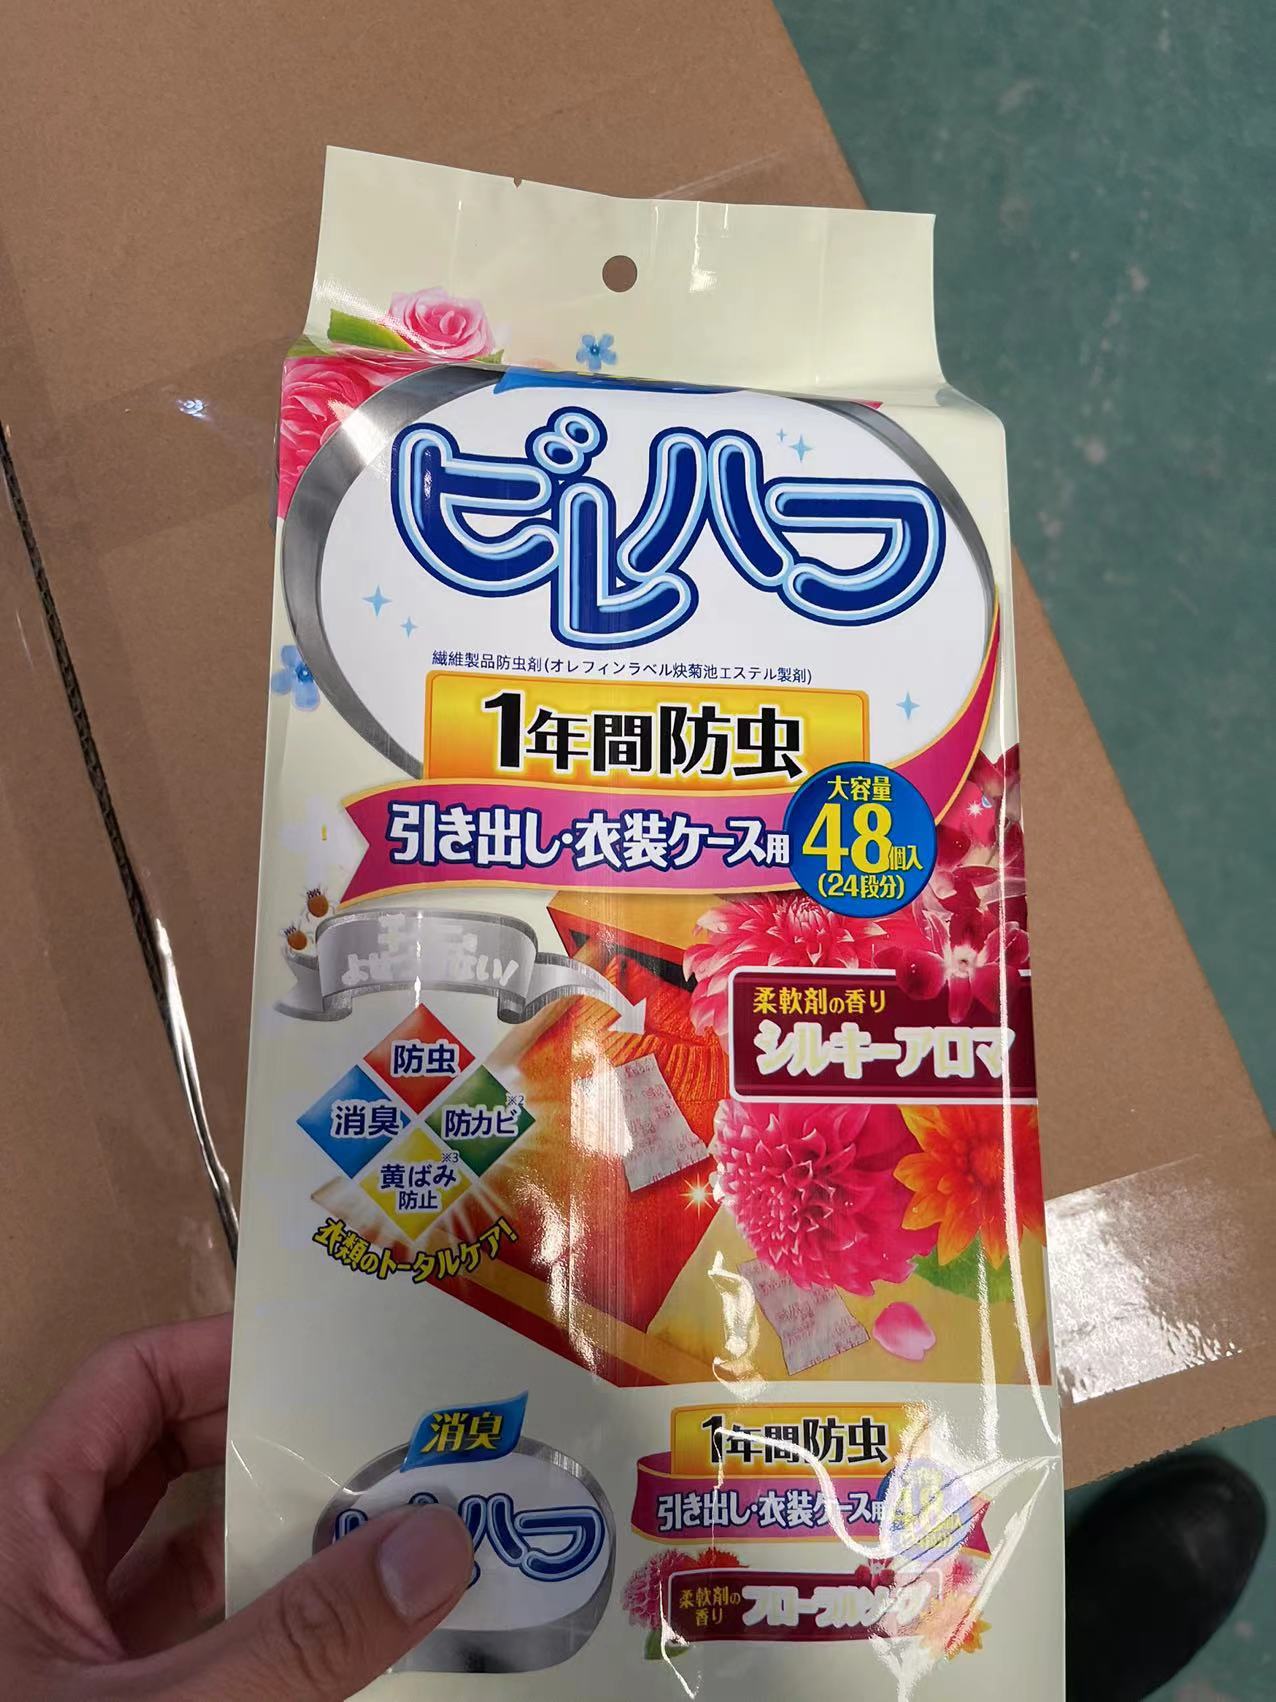 ビレハフ
繊維製品防虫剤(オレフィンラベル炔菊池エステル製剤)
1年間防虫
引き出し・衣装ケース用
大容量
48個入
(24段分)
柔軟剤の香り
シルキーアロマ
防虫
消臭
防カビ※2
黄ばみ※3
防止
衣類のトータルケア!
消臭
ハフ
1年間防虫
引き出し・衣装ケース用
柔軟剤の
香り